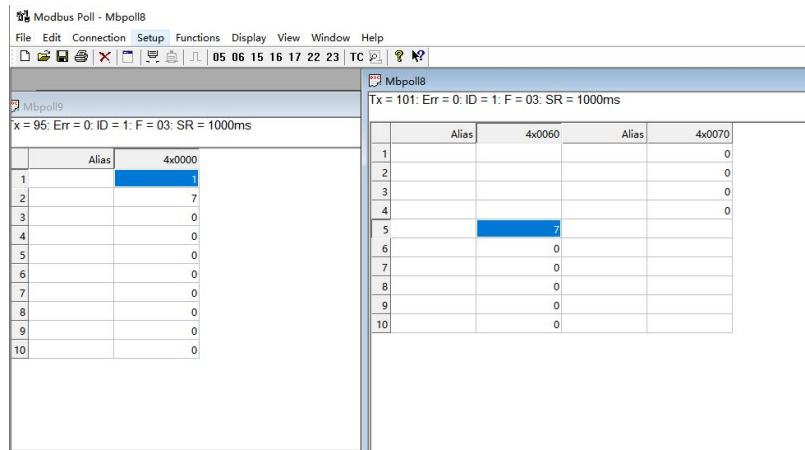 Modbus Poll - Mbpoll8
File Edit Connection Setup Functions Display View Window Help
05 06 15 16 17 22 23 TC
Mbpoll9
x = 95: Err = 0: ID = 1: F = 03: SR = 1000ms
Alias 4x0000
1 1
2 7
3 0
4 0
5 0
6 0
7 0
8 0
9 0
10 0
Mbpoll8
Tx = 101: Err = 0: ID = 1: F = 03: SR = 1000ms
Alias 4x0060 Alias 4x0070
1 0
2 0
3 0
4 0
5 7
6 0
7 0
8 0
9 0
10 0